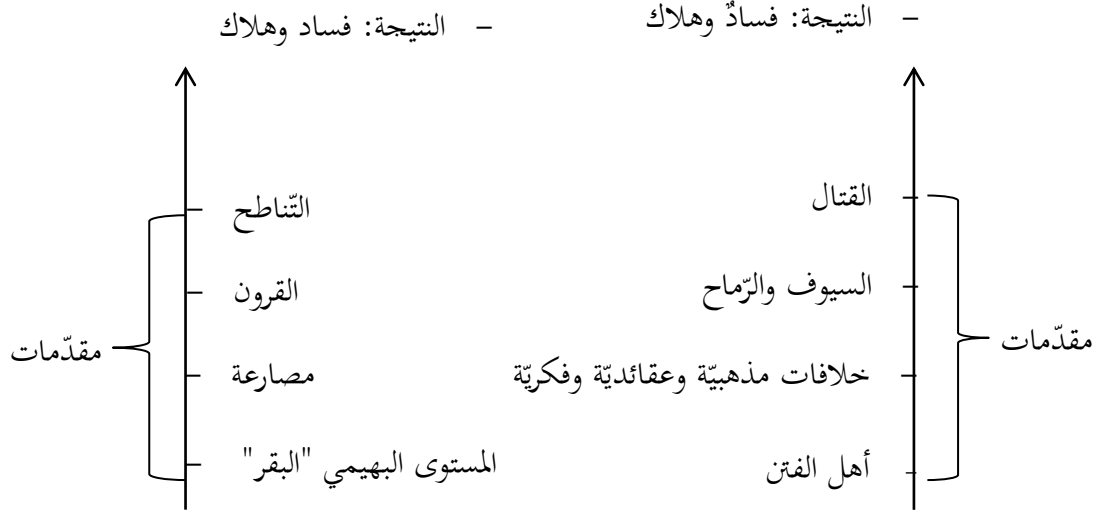 – النتيجة: فسادٌ وهلاك
القتال
السيوف والرّماح
خلافات مذهبيّة وعقائديّة وفكريّة
أهل الفتن
مقدّمات
– النتيجة: فساد وهلاك
التّناطح
القرون
مصارعة
المستوى البهيمي "البقر"
مقدّمات